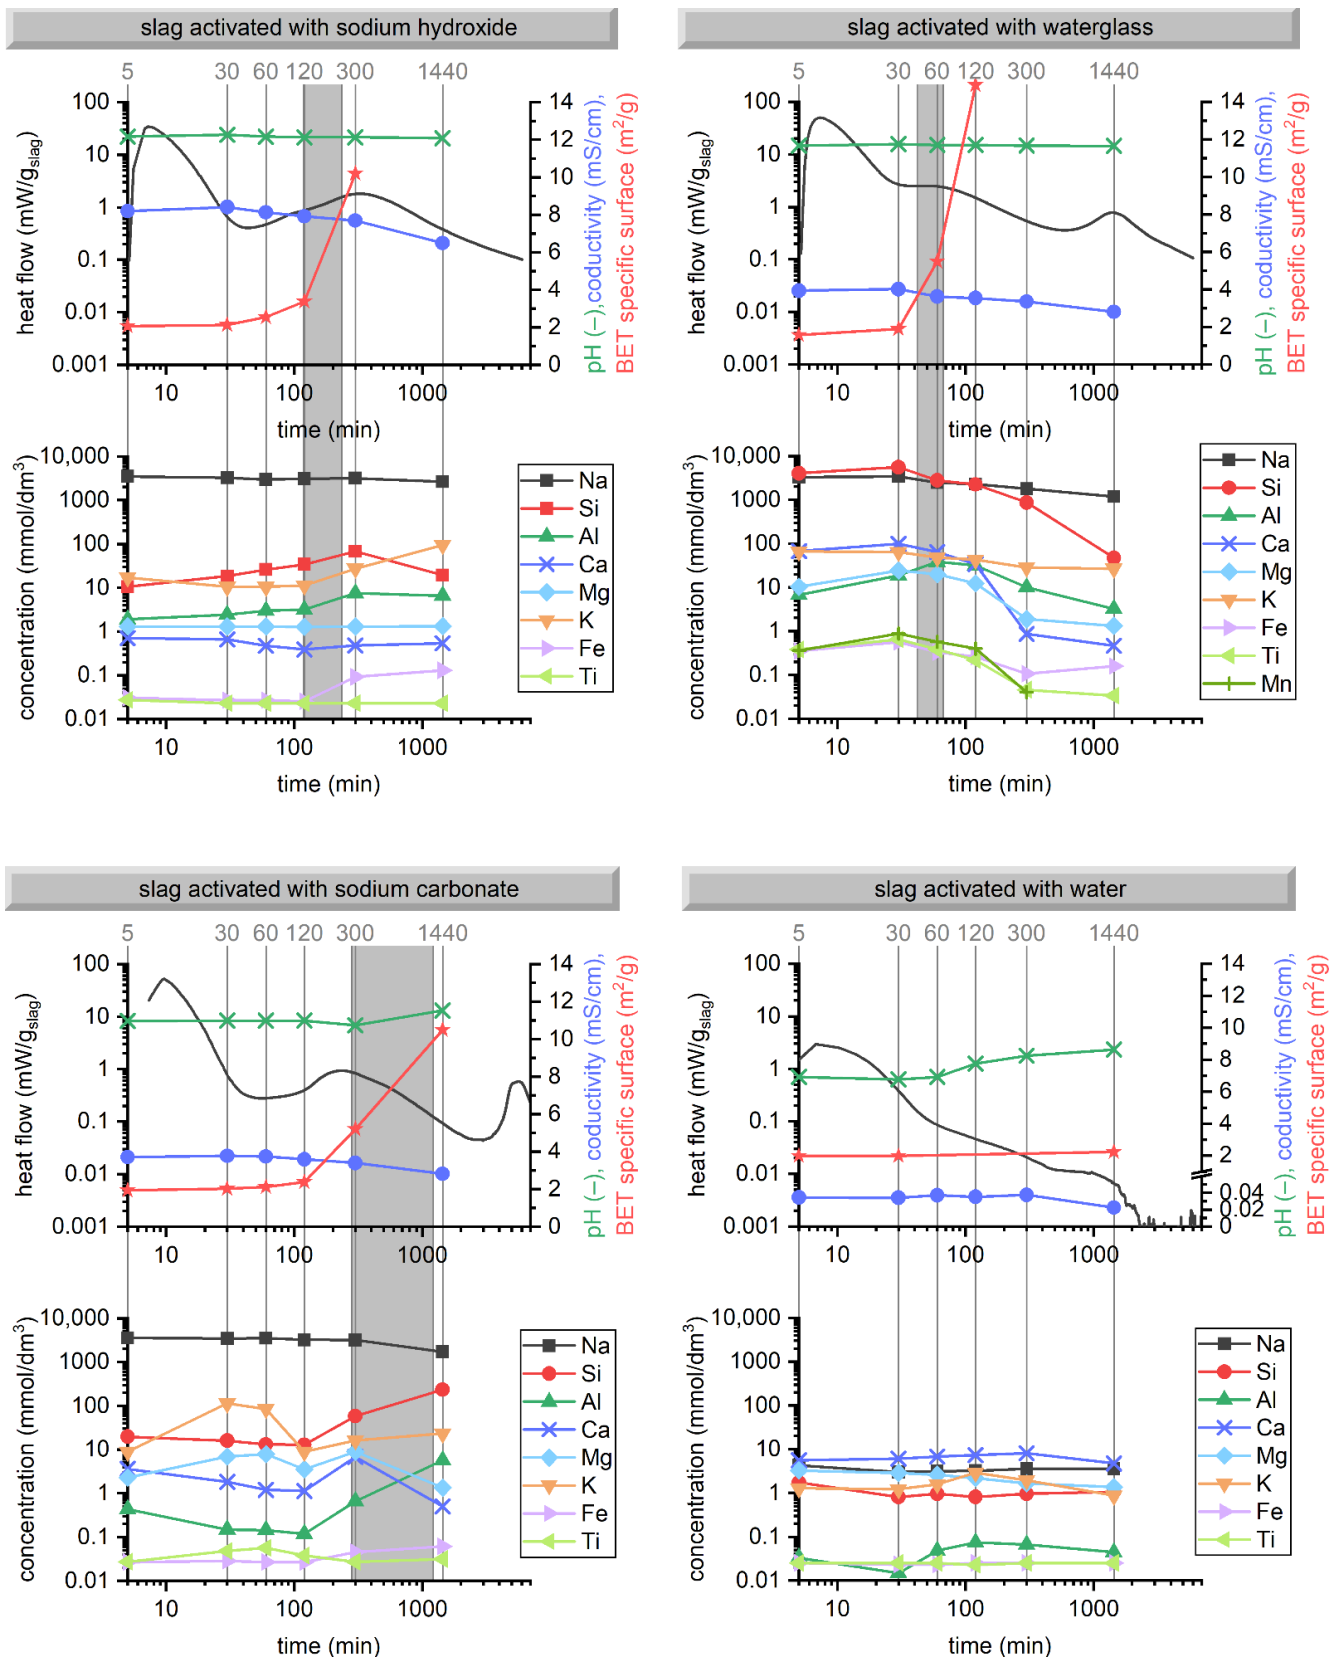 slag activated with sodium hydroxide
5 30 60 120 300 1440
100
10
1
0.1
0.01
0.001
heat flow (mW/g_slag)
14
12
10
8
6
4
2
0
pH (–), coductivity (mS/cm),
BET specific surface (m²/g)
10 100 1000
time (min)
10,000
1000
100
10
1
0.1
0.01
concentration (mmol/dm³)
10 100 1000
time (min)
Na
Si
Al
Ca
Mg
K
Fe
Ti
slag activated with waterglass
5 30 60 120 300 1440
100
10
1
0.1
0.01
0.001
heat flow (mW/g_slag)
14
12
10
8
6
4
2
0
pH (–), coductivity (mS/cm),
BET specific surface (m²/g)
10 100 1000
time (min)
10,000
1000
100
10
1
0.1
0.01
concentration (mmol/dm³)
10 100 1000
time (min)
Na
Si
Al
Ca
Mg
K
Fe
Ti
Mn
slag activated with sodium carbonate
5 30 60 120 300 1440
100
10
1
0.1
0.01
0.001
heat flow (mW/g_slag)
14
12
10
8
6
4
2
0
pH (–), coductivity (mS/cm),
BET specific surface (m²/g)
10 100 1000
10,000
1000
100
10
1
0.1
0.01
concentration (mmol/dm³)
10 100 1000
time (min)
Na
Si
Al
Ca
Mg
K
Fe
Ti
slag activated with water
5 30 60 120 300 1440
100
10
1
0.1
0.01
0.001
heat flow (mW/g_slag)
14
12
10
8
6
4
2
0.04
0.02
0
pH (–), coductivity (mS/cm),
BET specific surface (m²/g)
10 100 1000
10,000
1000
100
10
1
0.1
0.01
concentration (mmol/dm³)
10 100 1000
time (min)
Na
Si
Al
Ca
Mg
K
Fe
Ti